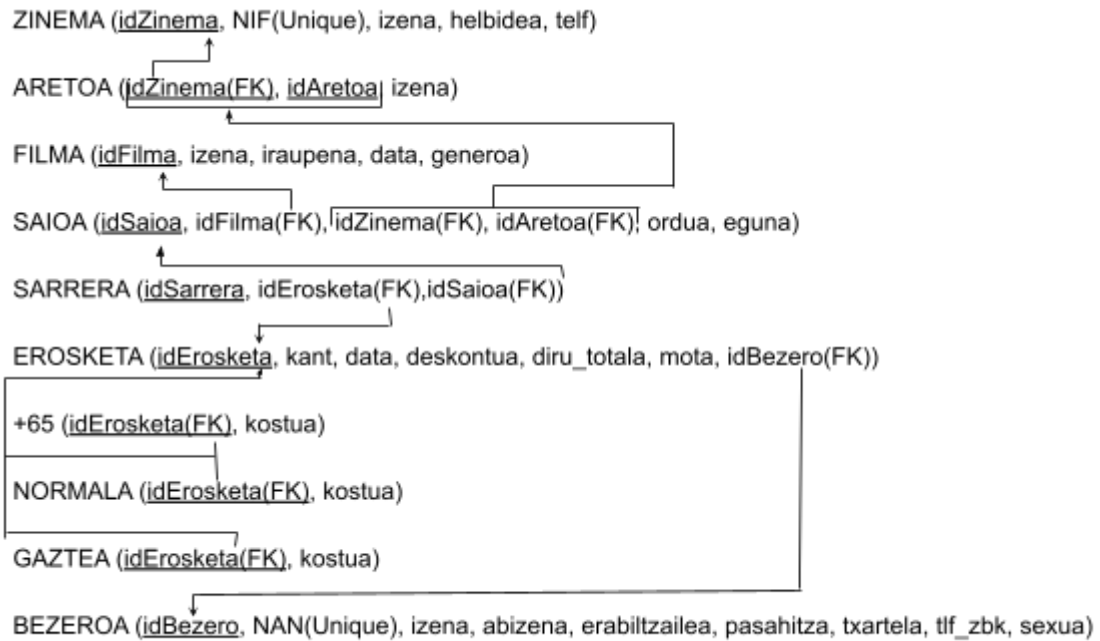 ZINEMA (idZinema, NIF(Unique), izena, helbidea, telf)
ARETOA (idZinema(FK), idAretoa, izena)
FILMA (idFilma, izena, iraupena, data, generoa)
SAIOA (idSaioa, idFilma(FK), idZinema(FK), idAretoa(FK), ordua, eguna)
SARRERA (idSarrera, idErosketa(FK),idSaioa(FK))
EROSKETA (idErosketa, kant, data, deskontua, diru_totala, mota, idBezero(FK))
+65 (idErosketa(FK), kostua)
NORMALA (idErosketa(FK), kostua)
GAZTEA (idErosketa(FK), kostua)
BEZEROA (idBezero, NAN(Unique), izena, abizena, erabiltzailea, pasahitza, txartela, tlf_zbk, sexua)